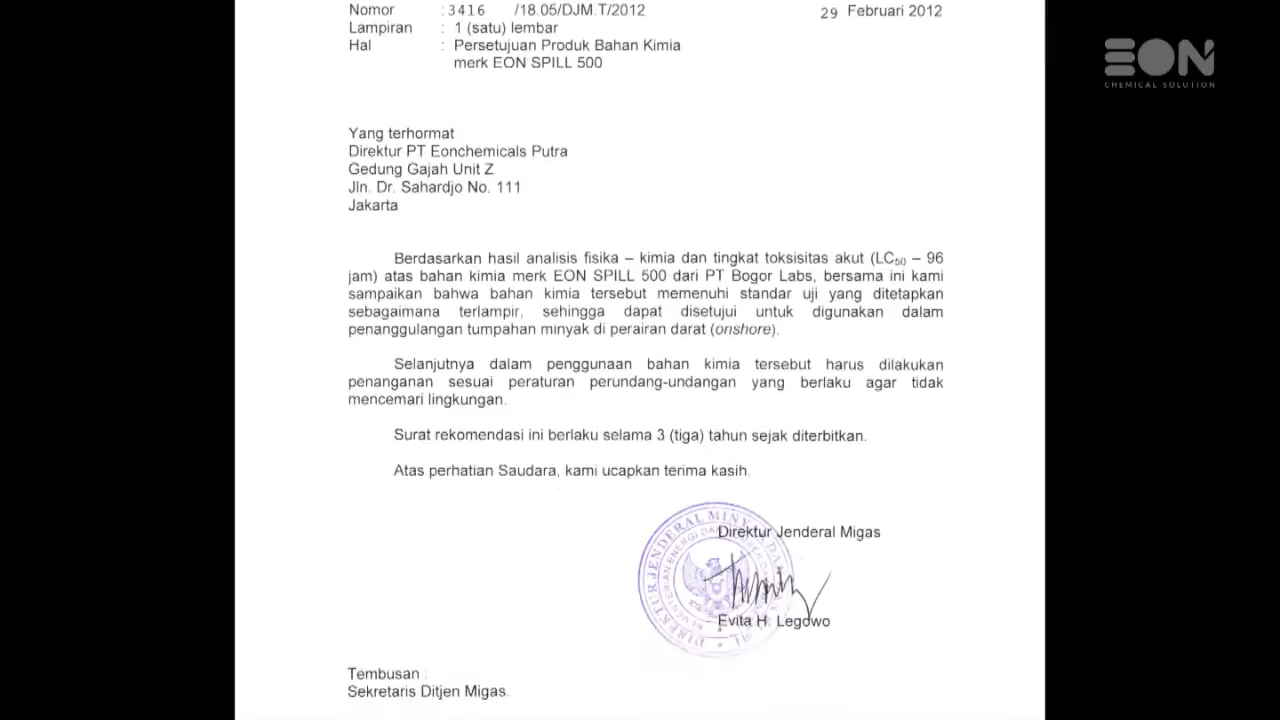 Nomor : 3416 /18.05/DJM.T/2012 29 Februari 2012
Lampiran : 1 (satu) lembar
Hal : Persetujuan Produk Bahan Kimia
merk EON SPILL 500
EON
CHEMICAL SOLUTION
Yang terhormat
Direktur PT Eonchemicals Putra
Gedung Gajah Unit Z
Jln. Dr. Sahardjo No. 111
Jakarta
Berdasarkan hasil analisis fisika – kimia dan tingkat toksisitas akut (LC50 – 96
jam) atas bahan kimia merk EON SPILL 500 dari PT Bogor Labs, bersama ini kami
sampaikan bahwa bahan kimia tersebut memenuhi standar uji yang ditetapkan
sebagaimana terlampir, sehingga dapat disetujui untuk digunakan dalam
penanggulangan tumpahan minyak di perairan darat (onshore).
Selanjutnya dalam penggunaan bahan kimia tersebut harus dilakukan
penanganan sesuai peraturan perundang-undangan yang berlaku agar tidak
mencemari lingkungan.
Surat rekomendasi ini berlaku selama 3 (tiga) tahun sejak diterbitkan.
Atas perhatian Saudara, kami ucapkan terima kasih.
Direktur Jenderal Migas
DIREKTUR JENDERAL
Evita H. Legowo
Tembusan :
Sekretaris Ditjen Migas.